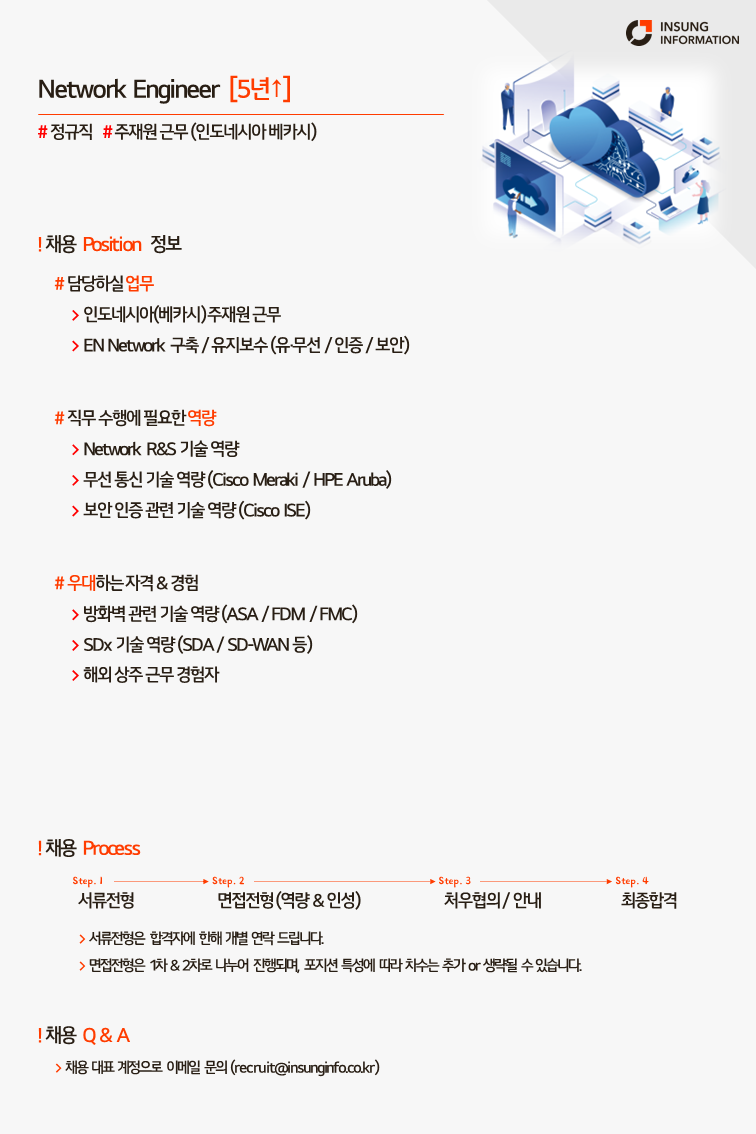 INSUNG
INFORMATION
Network Engineer [5년↑]
# 정규직 # 주재원 근무 (인도네시아 베카시)
! 채용 Position 정보
# 담당하실 업무
> 인도네시아(베카시) 주재원 근무
> EN Network 구축 / 유지보수 (유·무선 / 인증 / 보안)
# 직무 수행에 필요한 역량
> Network R&S 기술 역량
> 무선 통신 기술 역량 (Cisco Meraki / HPE Aruba)
> 보안 인증 관련 기술 역량 (Cisco ISE)
# 우대하는 자격 & 경험
> 방화벽 관련 기술 역량 (ASA / FDM / FMC)
> SDx 기술 역량 (SDA / SD-WAN 등)
> 해외 상주 근무 경험자
! 채용 Process
Step. 1 Step. 2 Step. 3 Step. 4
서류전형 면접전형 (역량 & 인성) 처우협의 / 안내 최종합격
> 서류전형은 합격자에 한해 개별 연락 드립니다.
> 면접전형은 1차 & 2차로 나누어 진행되며, 포지션 특성에 따라 차수는 추가 or 생략될 수 있습니다.
! 채용 Q & A
> 채용 대표 계정으로 이메일 문의 (recruit@insunginfo.co.kr)